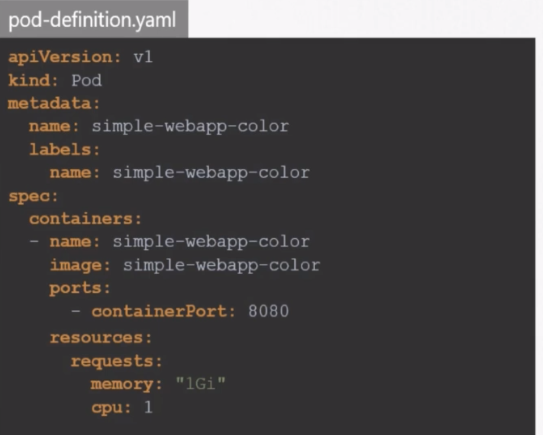 pod-definition.yaml
apiVersion: v1
kind: Pod
metadata:
  name: simple-webapp-color
  labels:
    name: simple-webapp-color
spec:
  containers:
  - name: simple-webapp-color
    image: simple-webapp-color
    ports:
      - containerPort: 8080
    resources:
      requests:
        memory: "1Gi"
        cpu: 1